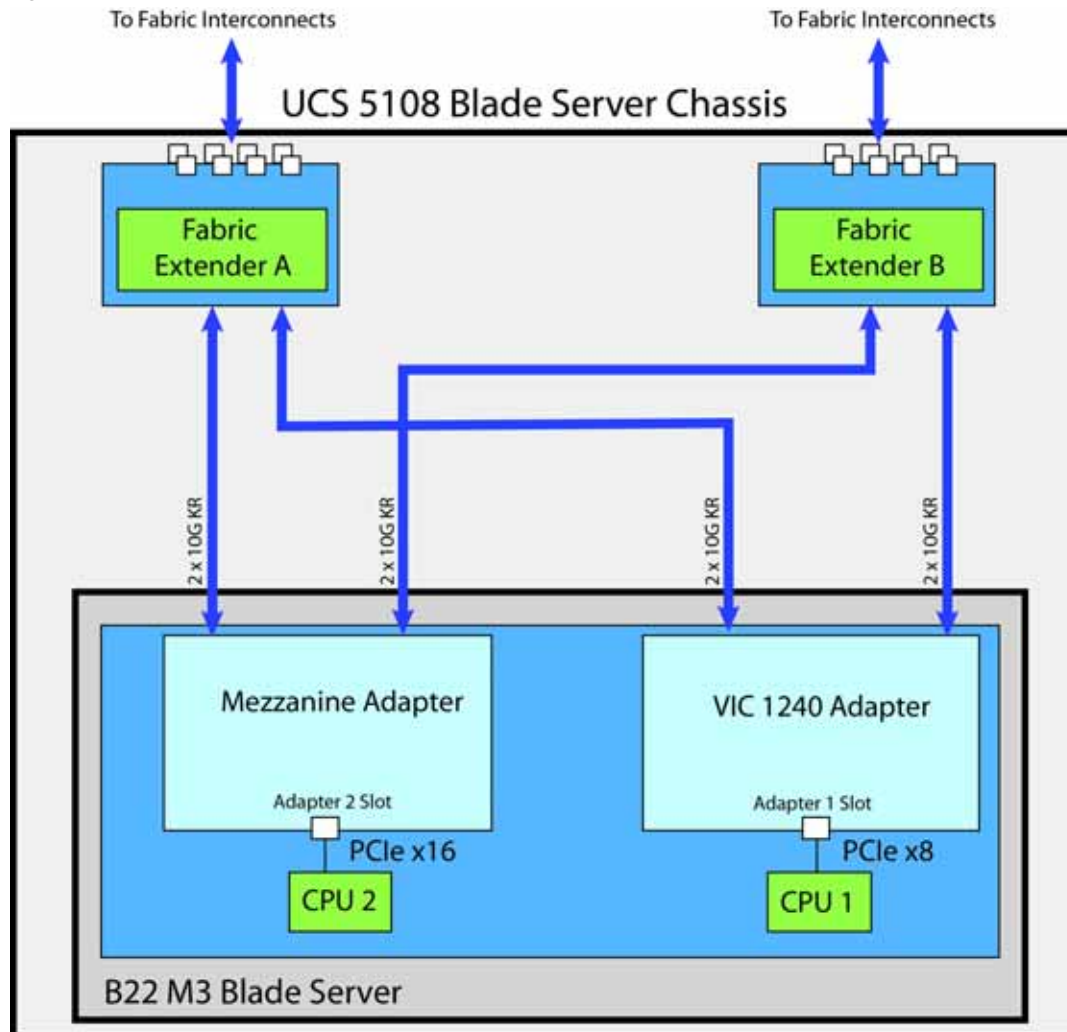 To Fabric Interconnects
To Fabric Interconnects
UCS 5108 Blade Server Chassis
Fabric
Extender A
Fabric
Extender B
2 x 10G KR
2 x 10G KR
2 x 10G KR
2 x 10G KR
Mezzanine Adapter
VIC 1240 Adapter
Adapter 2 Slot
Adapter 1 Slot
PCIe x16
PCIe x8
CPU 2
CPU 1
B22 M3 Blade Server